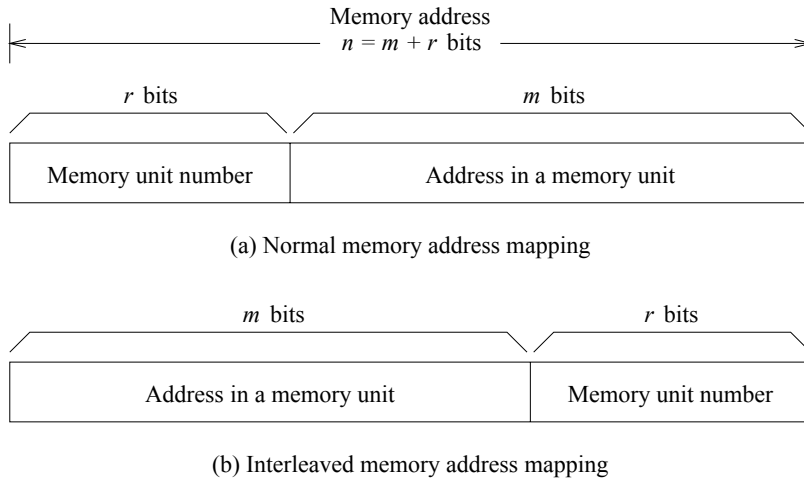 Memory address
n = m + r bits
r bits
m bits
Memory unit number
Address in a memory unit
(a) Normal memory address mapping
m bits
r bits
Address in a memory unit
Memory unit number
(b) Interleaved memory address mapping